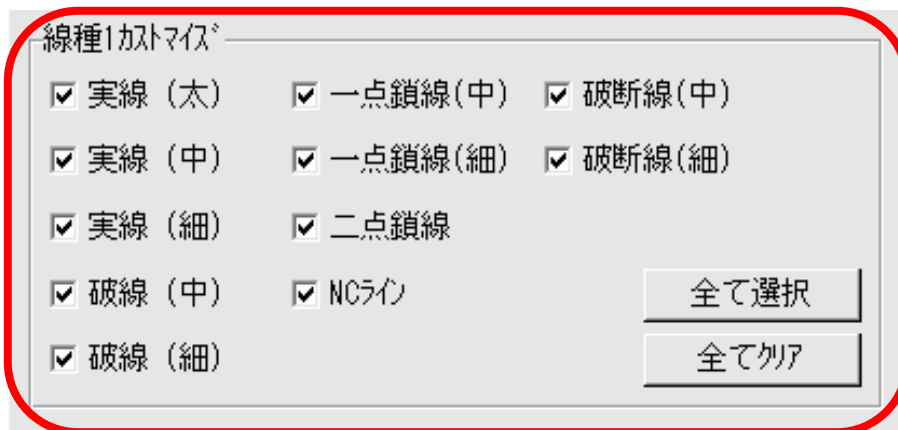 線種1ｶｽﾄﾏｲｽﾞ
実線（太） 一点鎖線(中) 破断線(中)
実線（中） 一点鎖線(細) 破断線(細)
実線（細） 二点鎖線
破線（中） NCﾗｲﾝ 全て選択
破線（細） 全てｸﾘｱ